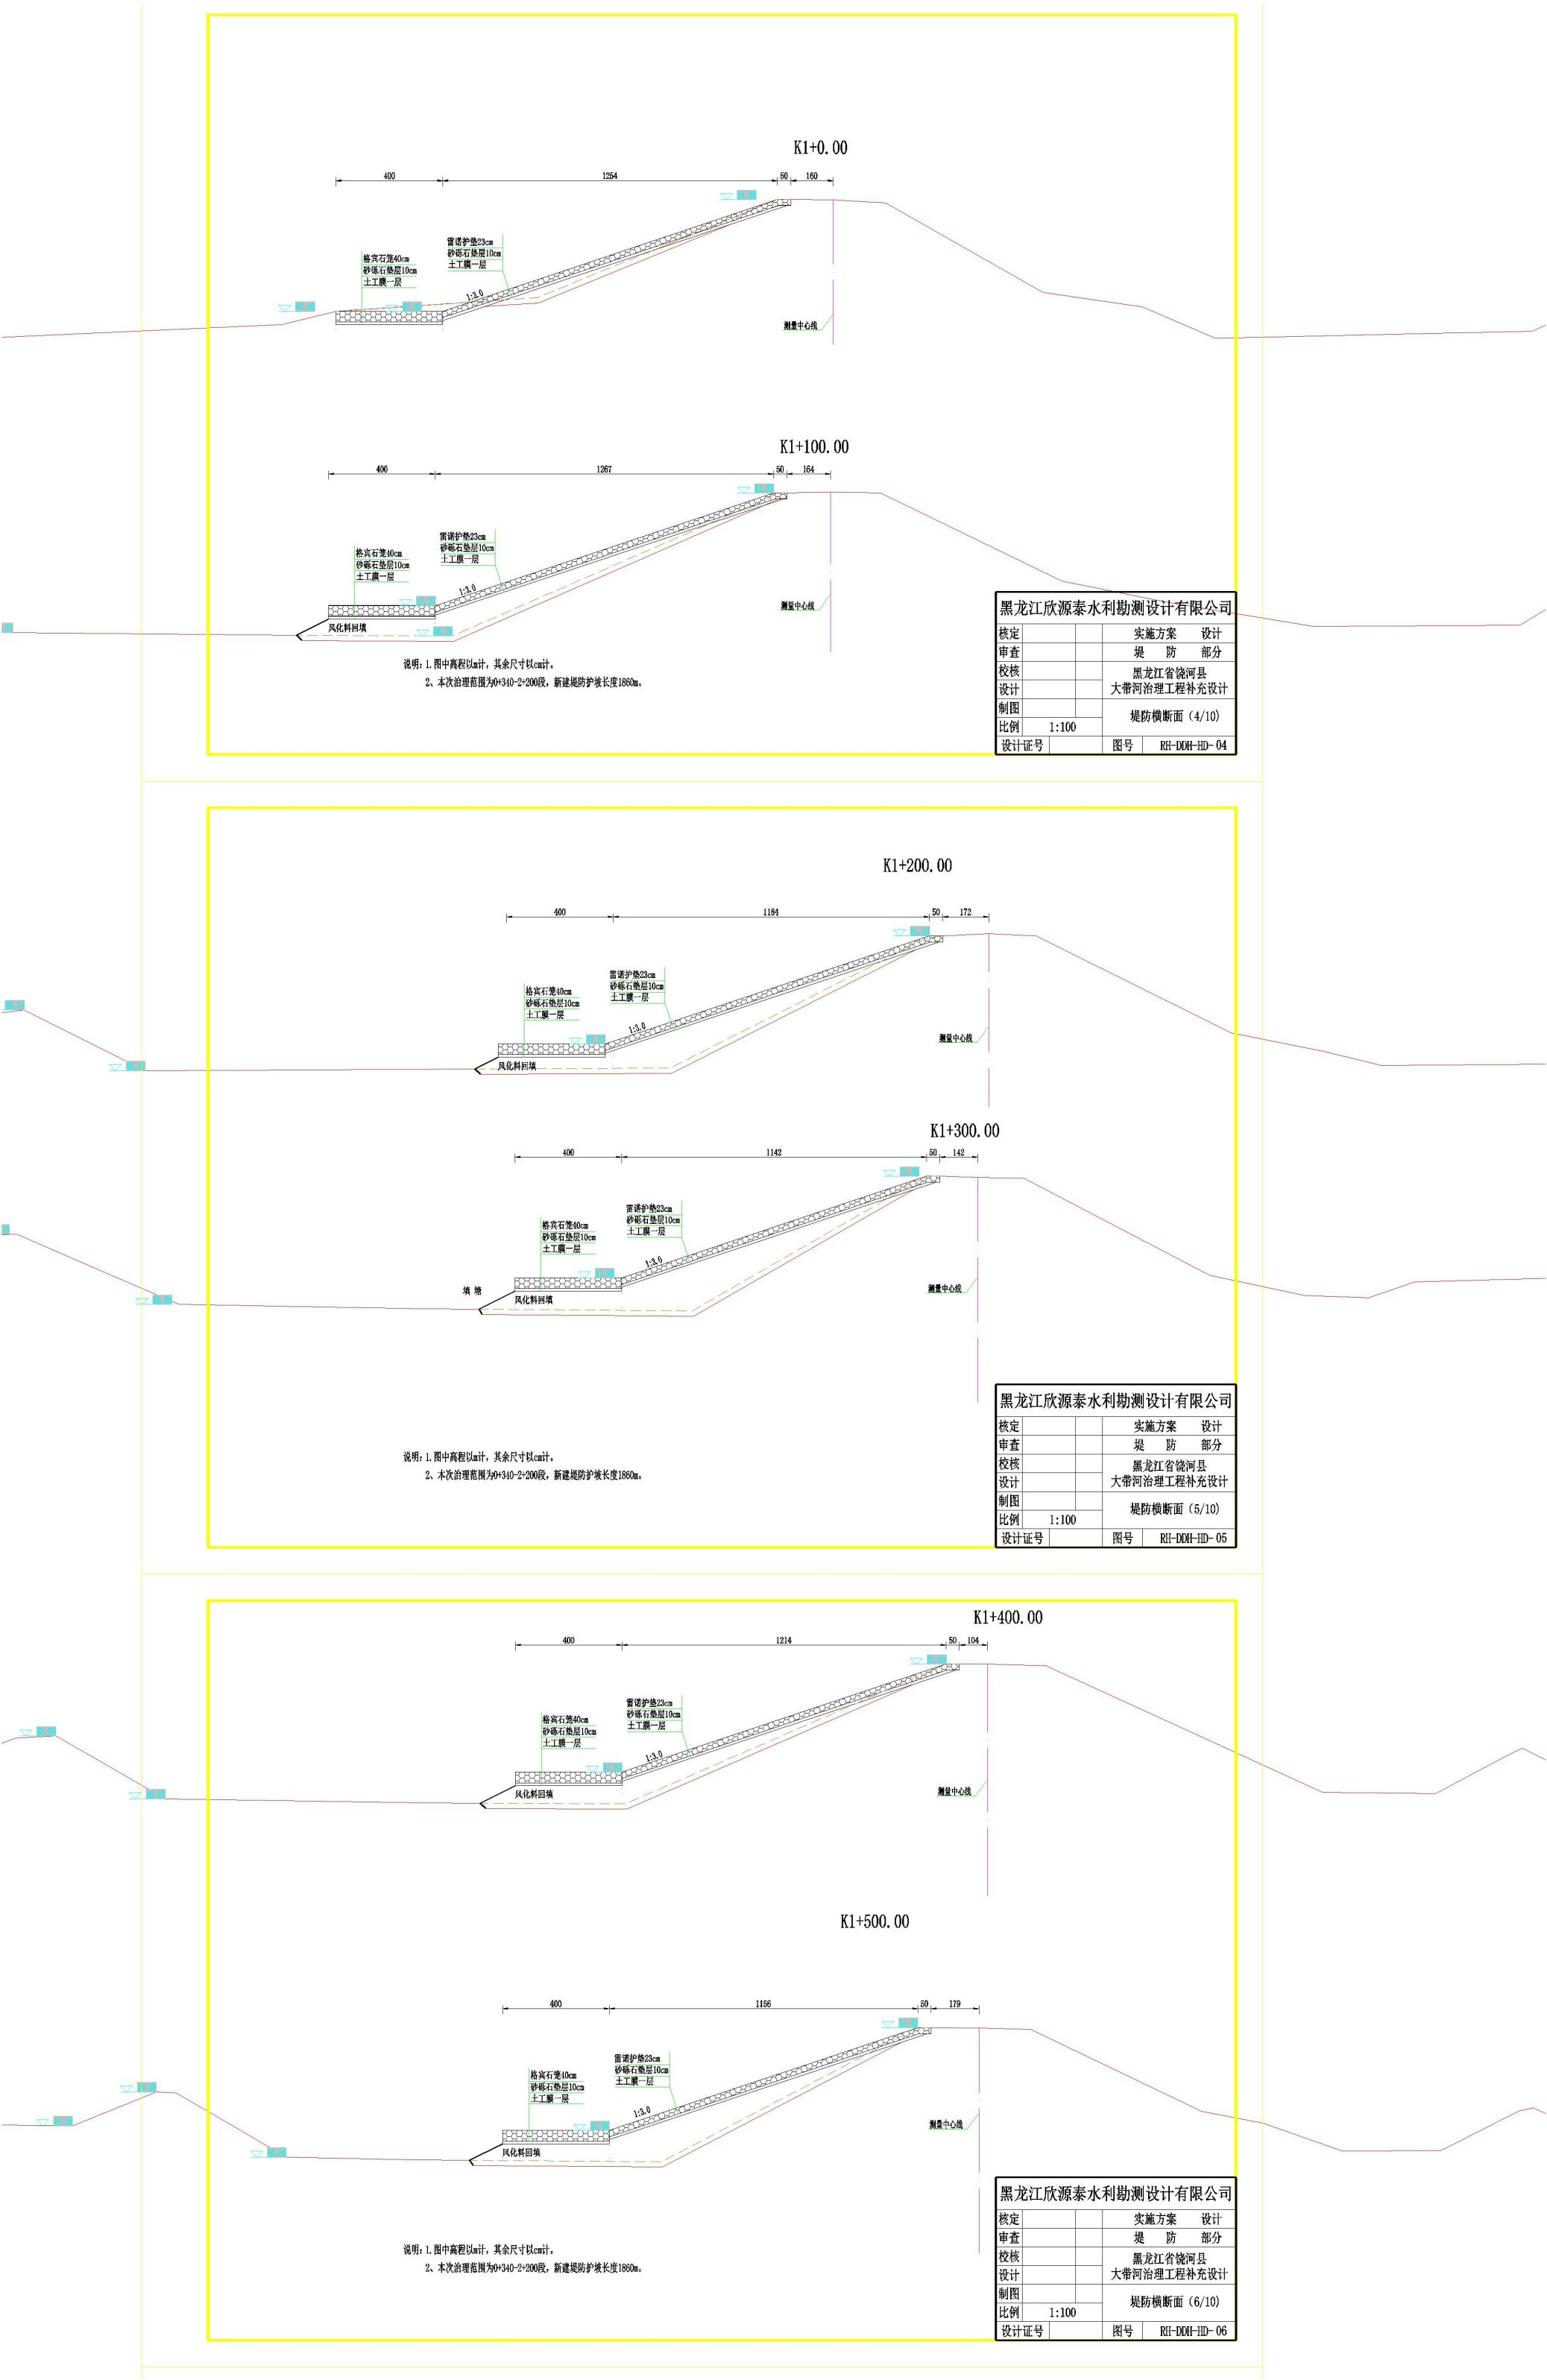 K1+0.00
400 1254 50 160
雷诺护垫23cm
砂砾石垫层10cm
土工膜一层
格宾石笼40cm
砂砾石垫层10cm
土工膜一层
1:3.0
测量中心线
K1+100.00
400 1267 50 164
雷诺护垫23cm
砂砾石垫层10cm
土工膜一层
格宾石笼40cm
砂砾石垫层10cm
土工膜一层
1:3.0
测量中心线
风化料回填
说明:1.图中高程以m计,其余尺寸以cm计。
2、本次治理范围为0+340-2+200段,新建堤防护坡长度1860m。
黑龙江欣源泰水利勘测设计有限公司
核定 实施方案 设计
审查 堤 防 部分
校核 黑龙江省饶河县
设计 大带河治理工程补充设计
制图 堤防横断面(4/10)
比例 1:100
设计证号 图号 RH-DDH-HD-04
K1+200.00
400 1184 50 172
雷诺护垫23cm
砂砾石垫层10cm
土工膜一层
格宾石笼40cm
砂砾石垫层10cm
土工膜一层
1:3.0
测量中心线
风化料回填
K1+300.00
400 1142 50 142
雷诺护垫23cm
砂砾石垫层10cm
土工膜一层
格宾石笼40cm
砂砾石垫层10cm
土工膜一层
1:3.0
测量中心线
填 塘
风化料回填
说明:1.图中高程以m计,其余尺寸以cm计。
2、本次治理范围为0+340-2+200段,新建堤防护坡长度1860m。
黑龙江欣源泰水利勘测设计有限公司
核定 实施方案 设计
审查 堤 防 部分
校核 黑龙江省饶河县
设计 大带河治理工程补充设计
制图 堤防横断面(5/10)
比例 1:100
设计证号 图号 RH-DDH-HD-05
K1+400.00
400 1214 50 104
雷诺护垫23cm
砂砾石垫层10cm
土工膜一层
格宾石笼40cm
砂砾石垫层10cm
土工膜一层
1:3.0
测量中心线
风化料回填
K1+500.00
400 1156 50 179
雷诺护垫23cm
砂砾石垫层10cm
土工膜一层
格宾石笼40cm
砂砾石垫层10cm
土工膜一层
1:3.0
测量中心线
风化料回填
说明:1.图中高程以m计,其余尺寸以cm计。
2、本次治理范围为0+340-2+200段,新建堤防护坡长度1860m。
黑龙江欣源泰水利勘测设计有限公司
核定 实施方案 设计
审查 堤 防 部分
校核 黑龙江省饶河县
设计 大带河治理工程补充设计
制图 堤防横断面(6/10)
比例 1:100
设计证号 图号 RH-DDH-HD-06